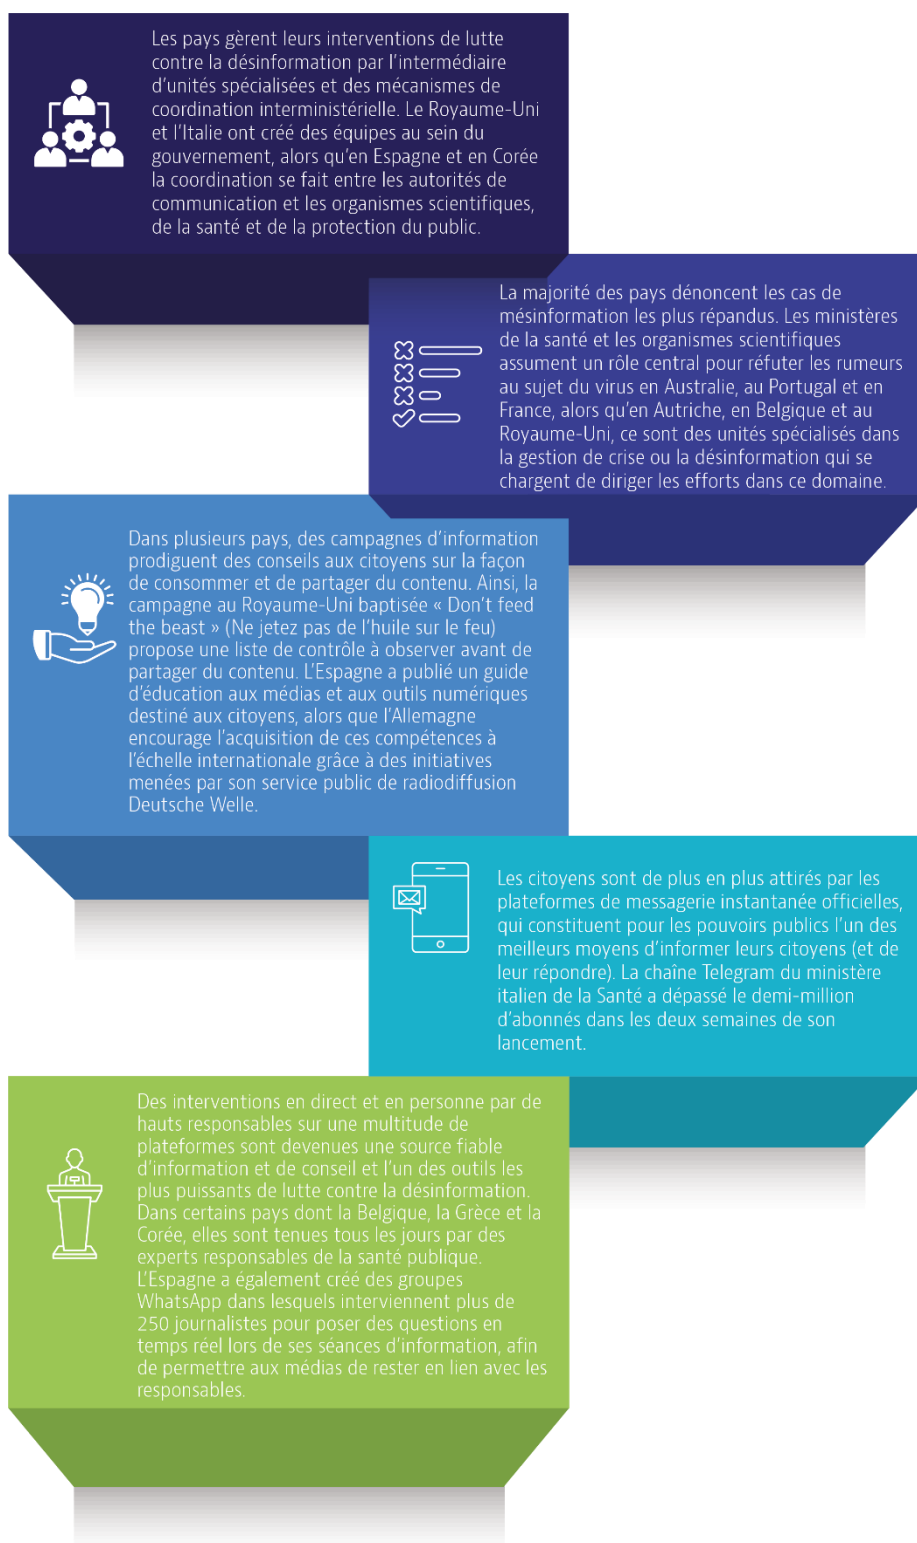 Les pays gèrent leurs interventions de lutte
contre la désinformation par l'intermédiaire
d'unités spécialisées et des mécanismes de
coordination interministérielle. Le Royaume-Uni
et l'Italie ont créé des équipes au sein du
gouvernement, alors qu'en Espagne et en Corée
la coordination se fait entre les autorités de
communication et les organismes scientifiques,
de la santé et de la protection du public.
La majorité des pays dénoncent les cas de
mésinformation les plus répandus. Les ministères
de la santé et les organismes scientifiques
assument un rôle central pour réfuter les rumeurs
au sujet du virus en Australie, au Portugal et en
France, alors qu'en Autriche, en Belgique et au
Royaume-Uni, ce sont des unités spécialisés dans
la gestion de crise ou la désinformation qui se
chargent de diriger les efforts dans ce domaine.
Dans plusieurs pays, des campagnes d'information
prodiguent des conseils aux citoyens sur la façon
de consommer et de partager du contenu. Ainsi, la
campagne au Royaume-Uni baptisée « Don't feed
the beast » (Ne jetez pas de l'huile sur le feu)
propose une liste de contrôle à observer avant de
partager du contenu. L'Espagne a publié un guide
d'éducation aux médias et aux outils numériques
destiné aux citoyens, alors que l'Allemagne
encourage l'acquisition de ces compétences à
l'échelle internationale grâce à des initiatives
menées par son service public de radiodiffusion
Deutsche Welle.
Les citoyens sont de plus en plus attirés par les
plateformes de messagerie instantanée officielles,
qui constituent pour les pouvoirs publics l'un des
meilleurs moyens d'informer leurs citoyens (et de
leur répondre). La chaîne Telegram du ministère
italien de la Santé a dépassé le demi-million
d'abonnés dans les deux semaines de son
lancement.
Des interventions en direct et en personne par de
hauts responsables sur une multitude de
plateformes sont devenues une source fiable
d'information et de conseil et l'un des outils les
plus puissants de lutte contre la désinformation.
Dans certains pays dont la Belgique, la Grèce et la
Corée, elles sont tenues tous les jours par des
experts responsables de la santé publique.
L'Espagne a également créé des groupes
WhatsApp dans lesquels interviennent plus de
250 journalistes pour poser des questions en
temps réel lors de ses séances d'information, afin
de permettre aux médias de rester en lien avec les
responsables.